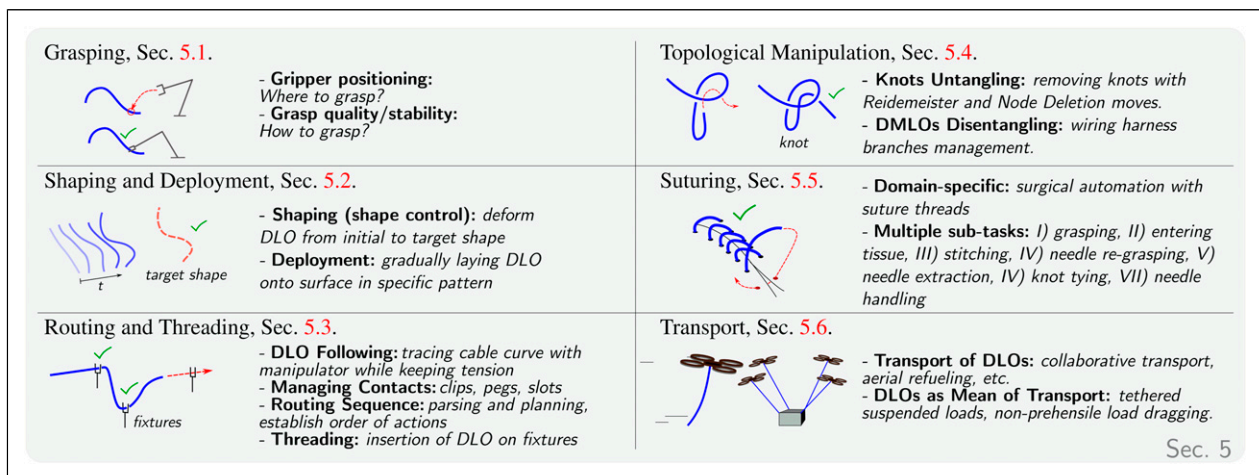 Grasping, Sec. 5.1.
- Gripper positioning:
Where to grasp?
- Grasp quality/stability:
How to grasp?
Topological Manipulation, Sec. 5.4.
knot
- Knots Untangling: removing knots with
Reidemeister and Node Deletion moves.
- DMLOs Disentangling: wiring harness
branches management.
Shaping and Deployment, Sec. 5.2.
t
target shape
- Shaping (shape control): deform
DLO from initial to target shape
- Deployment: gradually laying DLO
onto surface in specific pattern
Suturing, Sec. 5.5.
- Domain-specific: surgical automation with
suture threads
- Multiple sub-tasks: I) grasping, II) entering
tissue, III) stitching, IV) needle re-grasping, V)
needle extraction, IV) knot tying, VII) needle
handling
Routing and Threading, Sec. 5.3.
fixtures
- DLO Following: tracing cable curve with
manipulator while keeping tension
- Managing Contacts: clips, pegs, slots
- Routing Sequence: parsing and planning,
establish order of actions
- Threading: insertion of DLO on fixtures
Transport, Sec. 5.6.
- Transport of DLOs: collaborative transport,
aerial refueling, etc.
- DLOs as Mean of Transport: tethered
suspended loads, non-prehensile load dragging.
Sec. 5